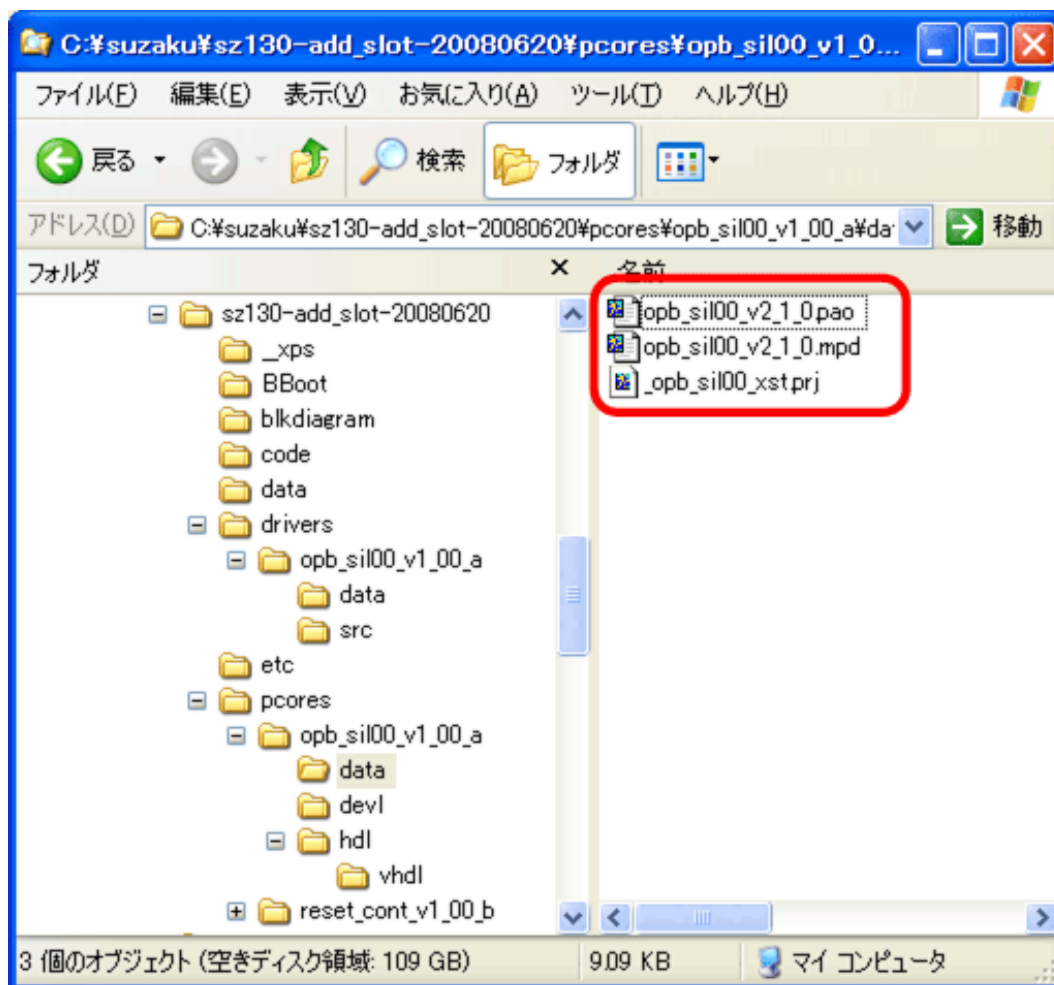 C:¥suzaku¥sz130-add_slot-20080620¥pcores¥opb_sil00_v1_0...
ファイル(F) 編集(E) 表示(V) お気に入り(A) ツール(T) ヘルプ(H)
戻る 検索 フォルダ
アドレス(D) C:¥suzaku¥sz130-add_slot-20080620¥pcores¥opb_sil00_v1_00_a¥da 移動
フォルダ × 名前
sz130-add_slot-20080620
_xps
BBoot
blkdiagram
code
data
drivers
opb_sil00_v1_00_a
data
src
etc
pcores
opb_sil00_v1_00_a
data
devl
hdl
vhdl
reset_cont_v1_00_b
opb_sil00_v2_1_0.pao
opb_sil00_v2_1_0.mpd
_opb_sil00_xst.prj
3 個のオブジェクト (空きディスク領域: 109 GB) 9.09 KB マイ コンピュータ